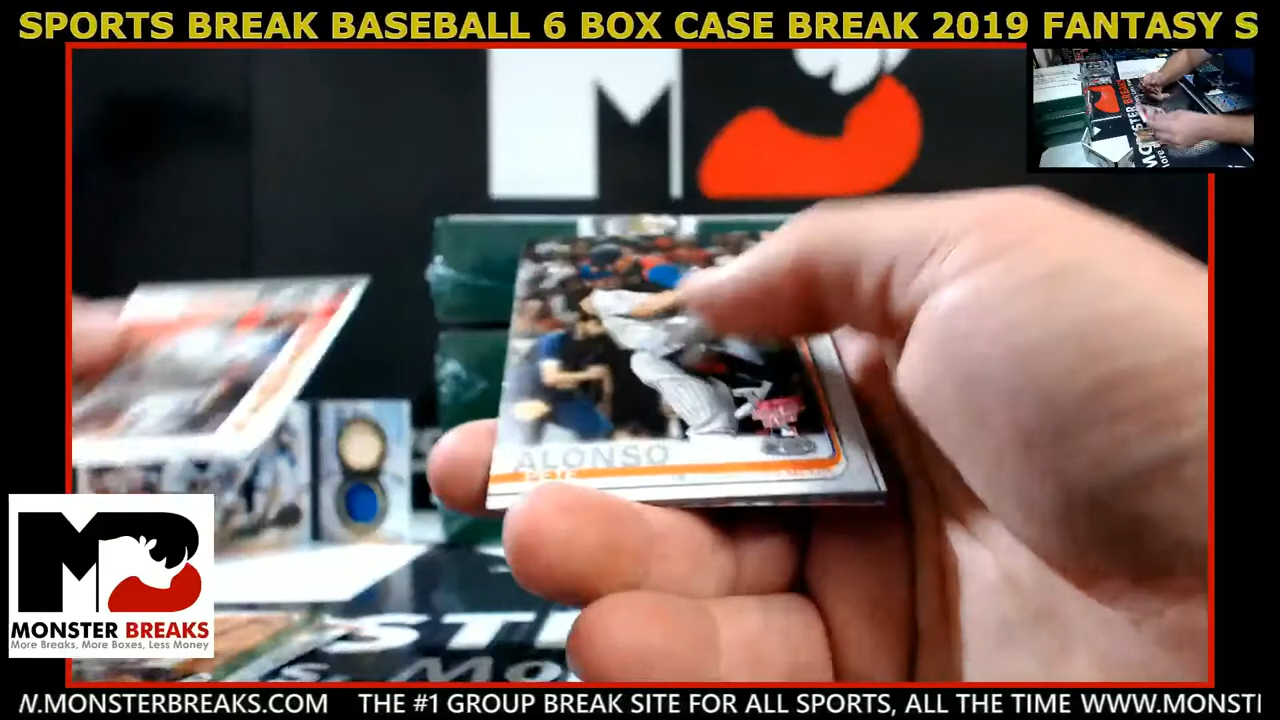 SPORTS BREAK BASEBALL 6 BOX CASE BREAK 2019 FANTASY S
M
ALONSO
PETE
MONSTER BREAKS
More Breaks, More Boxes, Less Money
W.MONSTERBREAKS.COM THE #1 GROUP BREAK SITE FOR ALL SPORTS, ALL THE TIME WWW.MONSTI